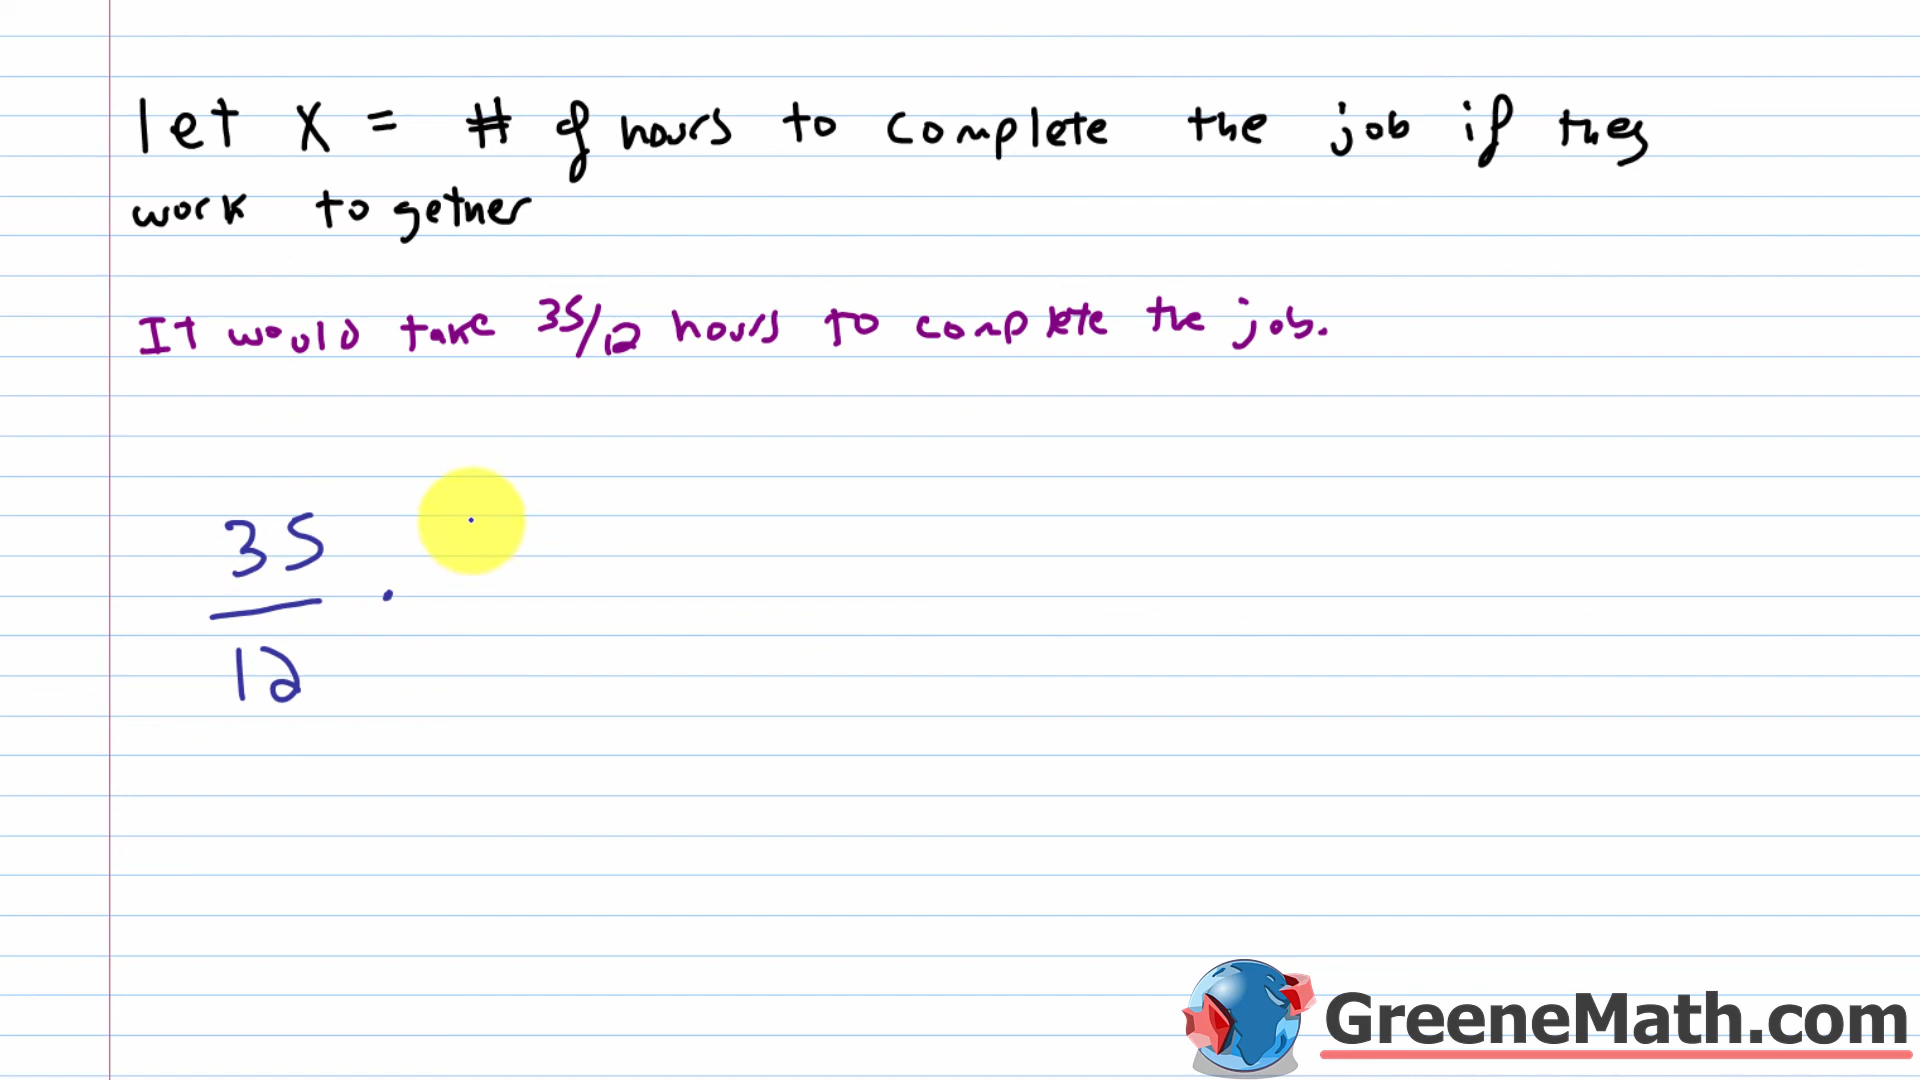 let x = # of hours to complete the job if they
work together
It would take 35/12 hours to complete the job.
35
12
.
GreeneMath.com